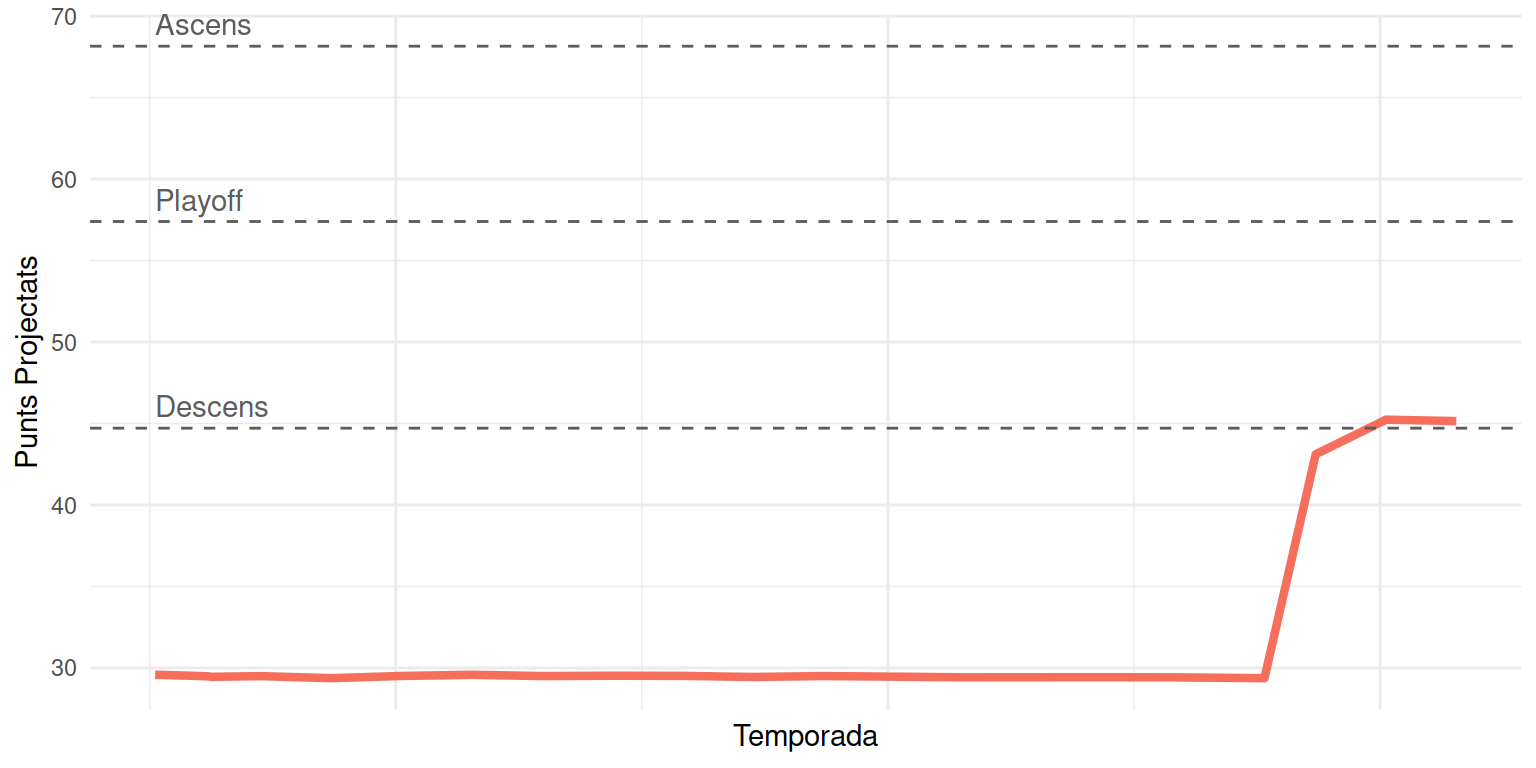 70
Ascens
60
Playoff
50
Descens
40
30
Punts Projectats
Temporada